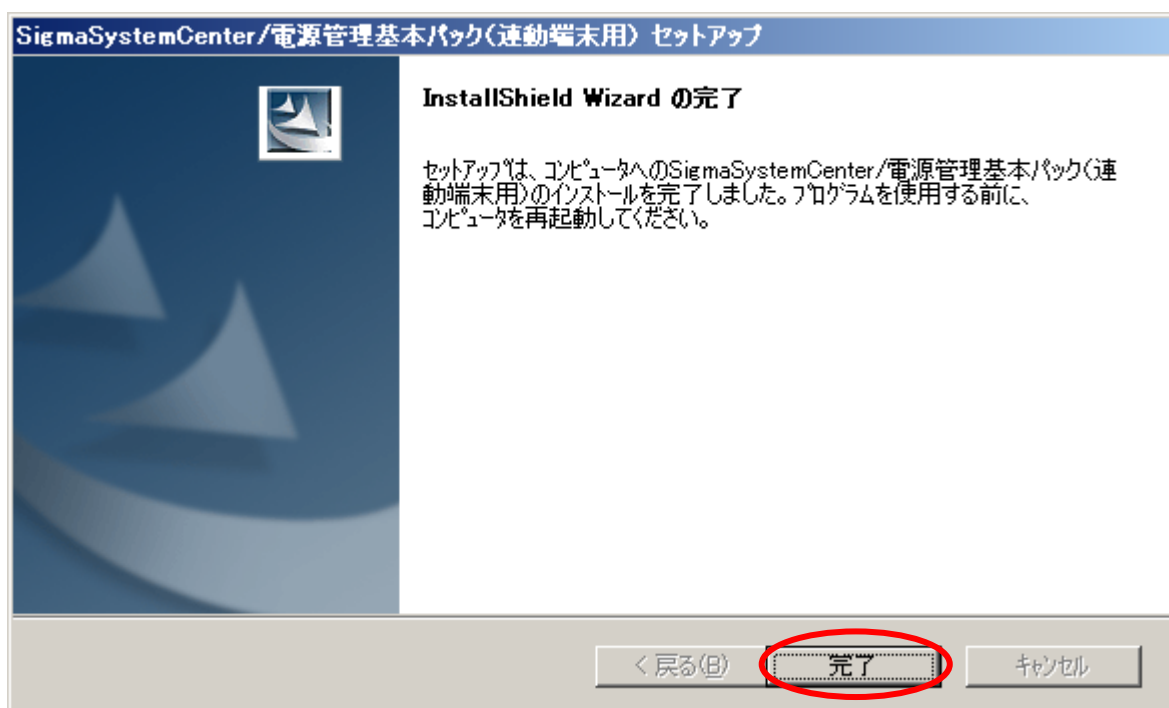 SigmaSystemCenter/電源管理基本パック(連動端末用) セットアップ
InstallShield Wizard の完了
セットアップは、コンピュータへのSigmaSystemCenter/電源管理基本パック(連
動端末用)のインストールを完了しました。プログラムを使用する前に、
コンピュータを再起動してください。
< 戻る(B)
完了
キャンセル